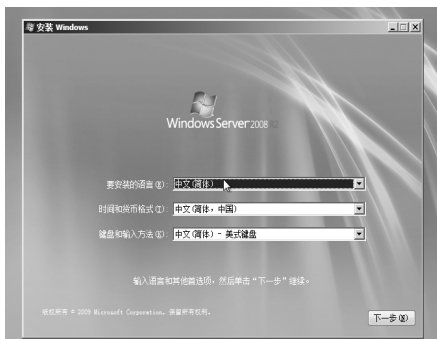 安装 Windows
Windows Server 2008 R2
要安装的语言(E): 中文(简体)
时间和货币格式(T): 中文(简体，中国)
键盘和输入方法(K): 中文(简体) - 美式键盘
输入语言和其他首选项，然后单击“下一步”继续。
版权所有 © 2009 Microsoft Corporation。保留所有权利。
下一步(N)